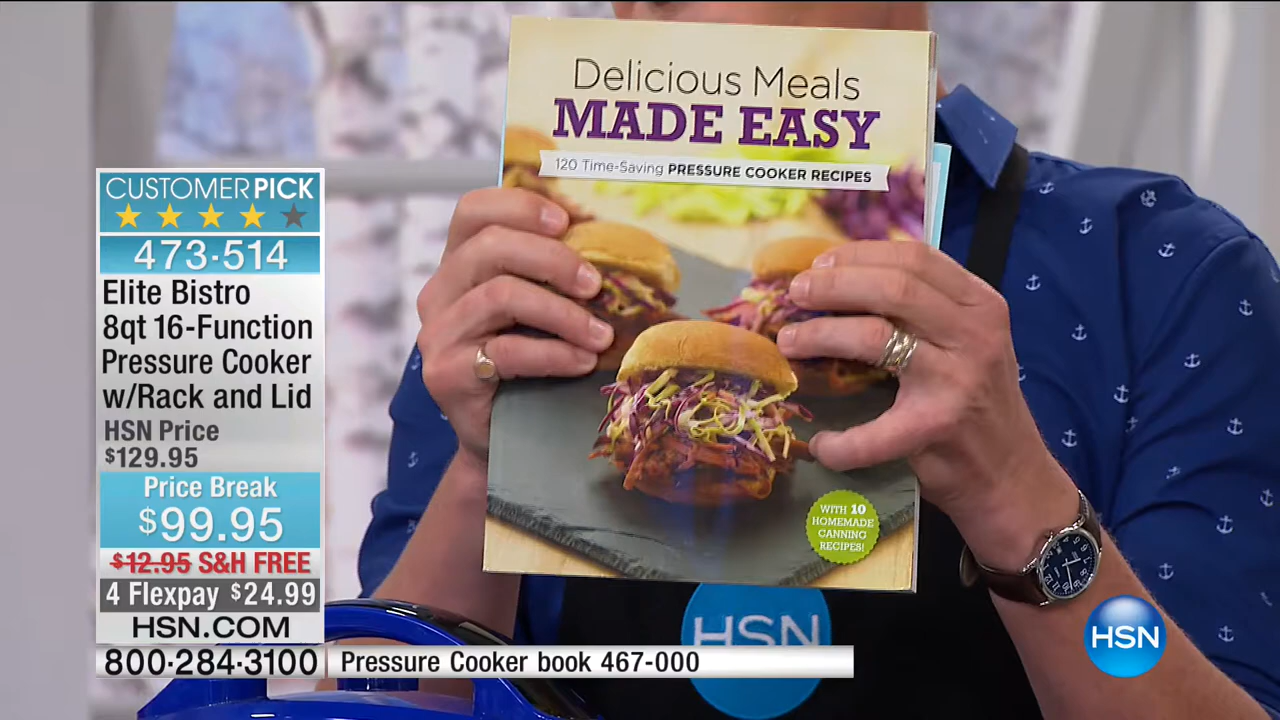 Delicious Meals
MADE EASY
120 Time-Saving PRESSURE COOKER RECIPES
WITH 10
HOMEMADE
CANNING
RECIPES!
CUSTOMER PICK
473-514
Elite Bistro
8qt 16-Function
Pressure Cooker
w/Rack and Lid
HSN Price
$129.95
Price Break
$99.95
$12.95 S&H FREE
4 Flexpay $24.99
HSN.COM
800-284-3100
Pressure Cooker book 467-000
HSN
HSN